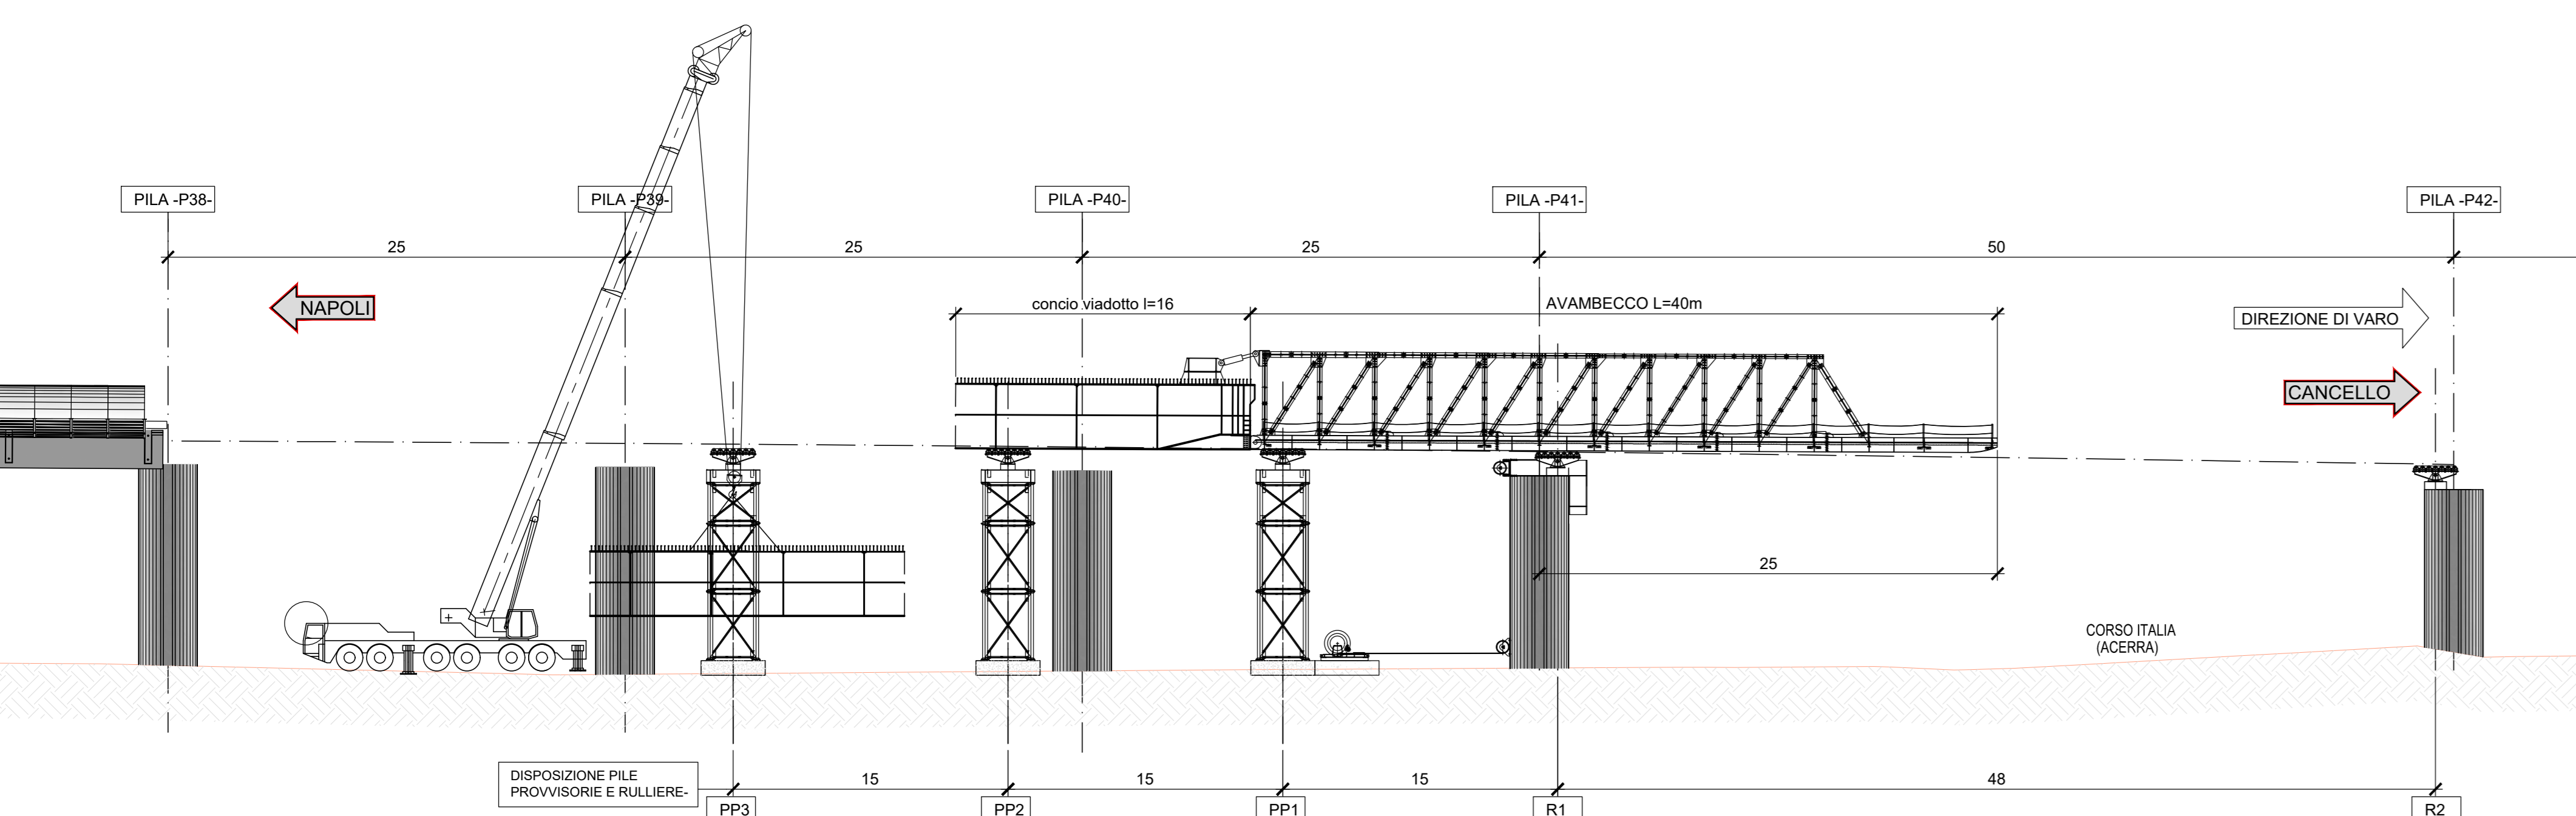 PILA -P38-
PILA -P39-
PILA -P40-
PILA -P41-
PILA -P42-
25
25
25
50
NAPOLI
concio viadotto l=16
AVAMBECCO L=40m
DIREZIONE DI VARO
CANCELLO
25
CORSO ITALIA
(ACERRA)
DISPOSIZIONE PILE
PROVVISORIE E RULLIERE-
15
15
15
48
PP3
PP2
PP1
R1
R2